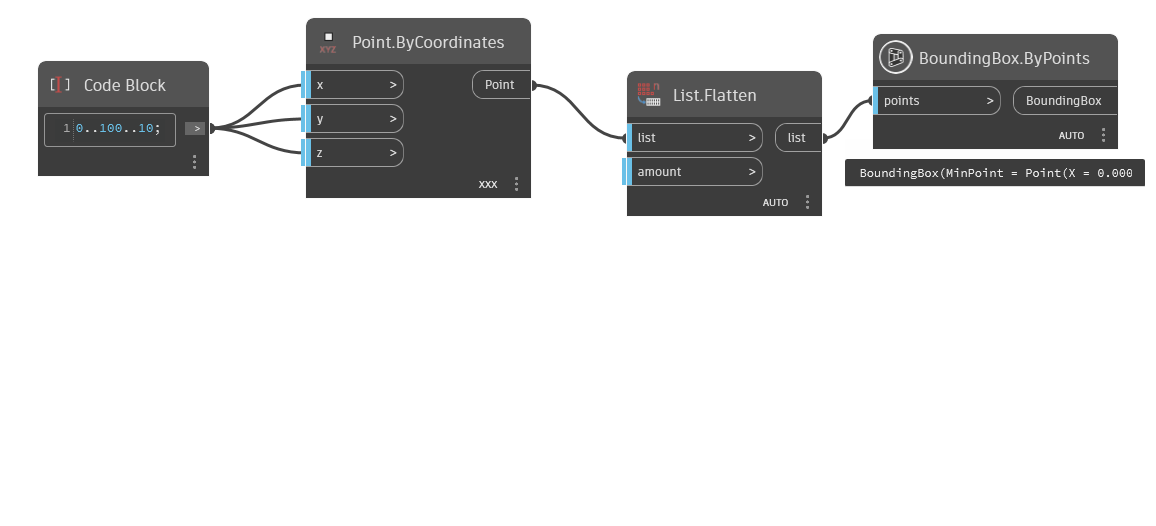 Code Block
1 0..100..10;
>
XYZ
Point.ByCoordinates
x >
y >
z >
Point
xxx
n
List.Flatten
list >
amount >
list
AUTO
BoundingBox.ByPoints
points >
BoundingBox
AUTO
BoundingBox(MinPoint = Point(X = 0.000